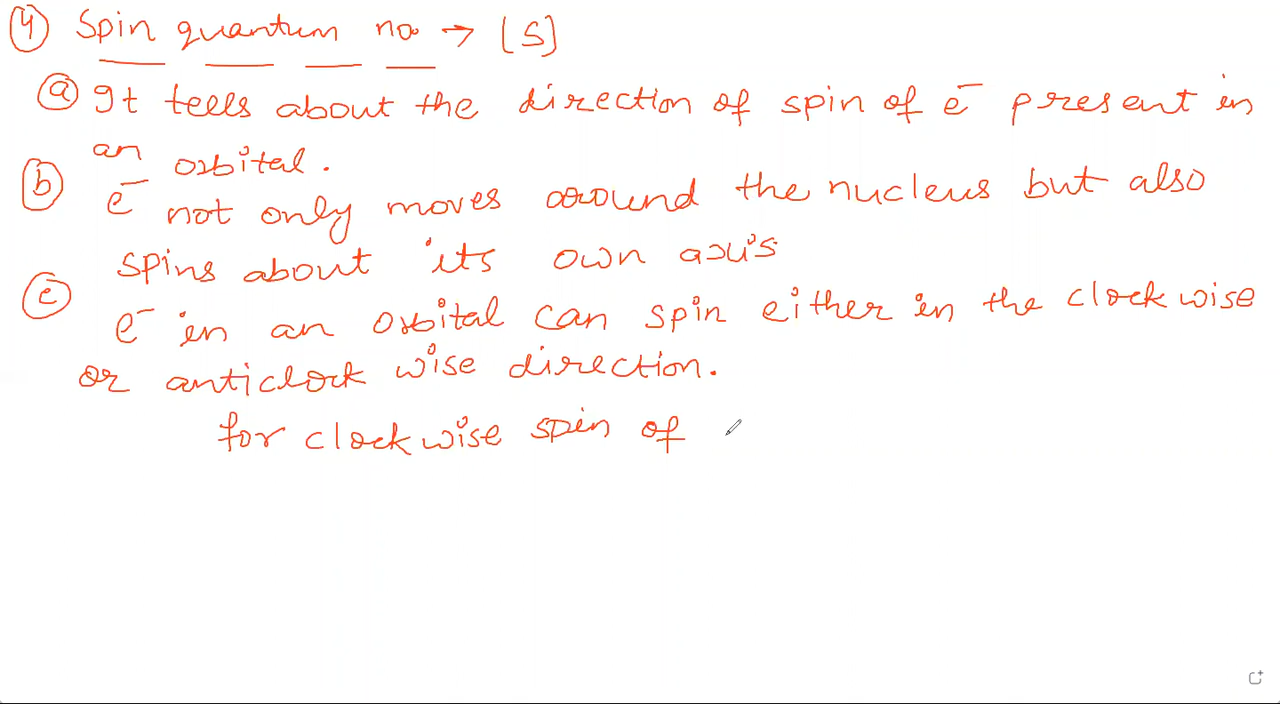 ④ Spin quantum no → [S]
ⓐ It tells about the direction of spin of e⁻ present in
an orbital.
ⓑ e⁻ not only moves around the nucleus but also
spins about its own axis
ⓒ e⁻ in an orbital can spin either in the clockwise
or anticlock wise direction.
for clockwise spin of